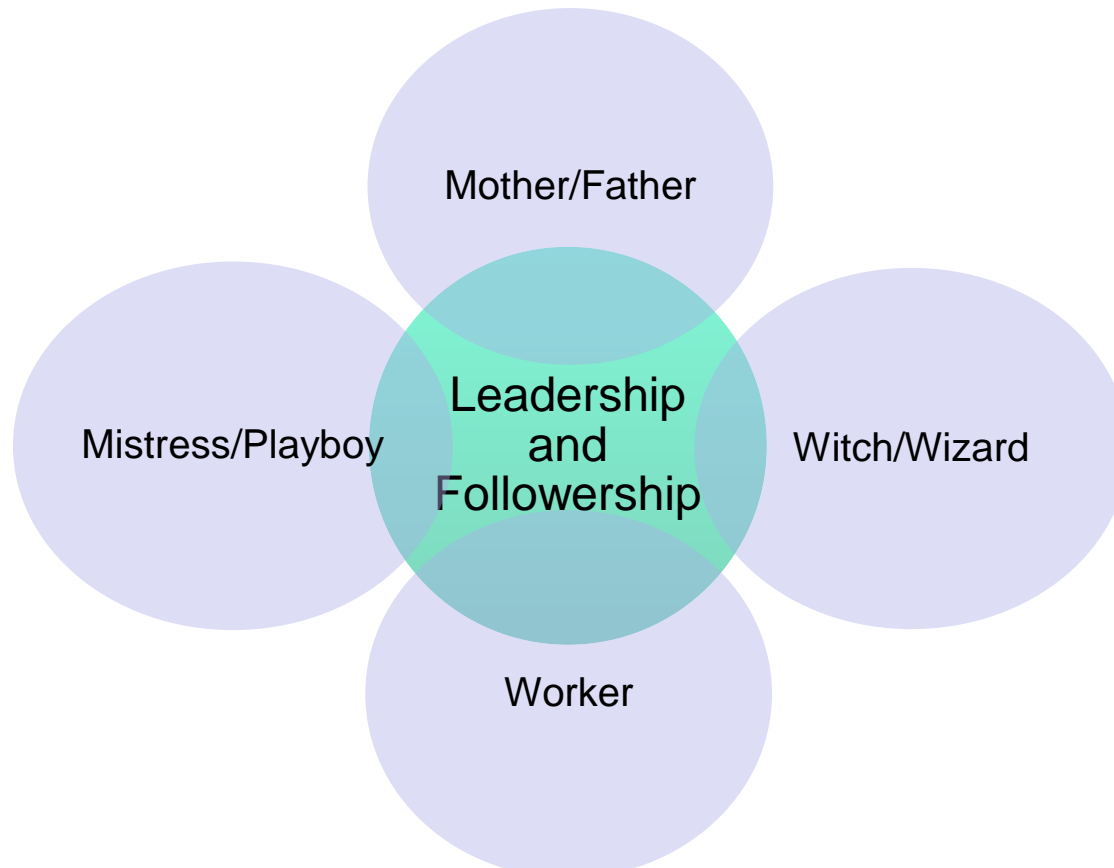 Mother/Father
Leadership
and
Followership
Mistress/Playboy
Witch/Wizard
Worker